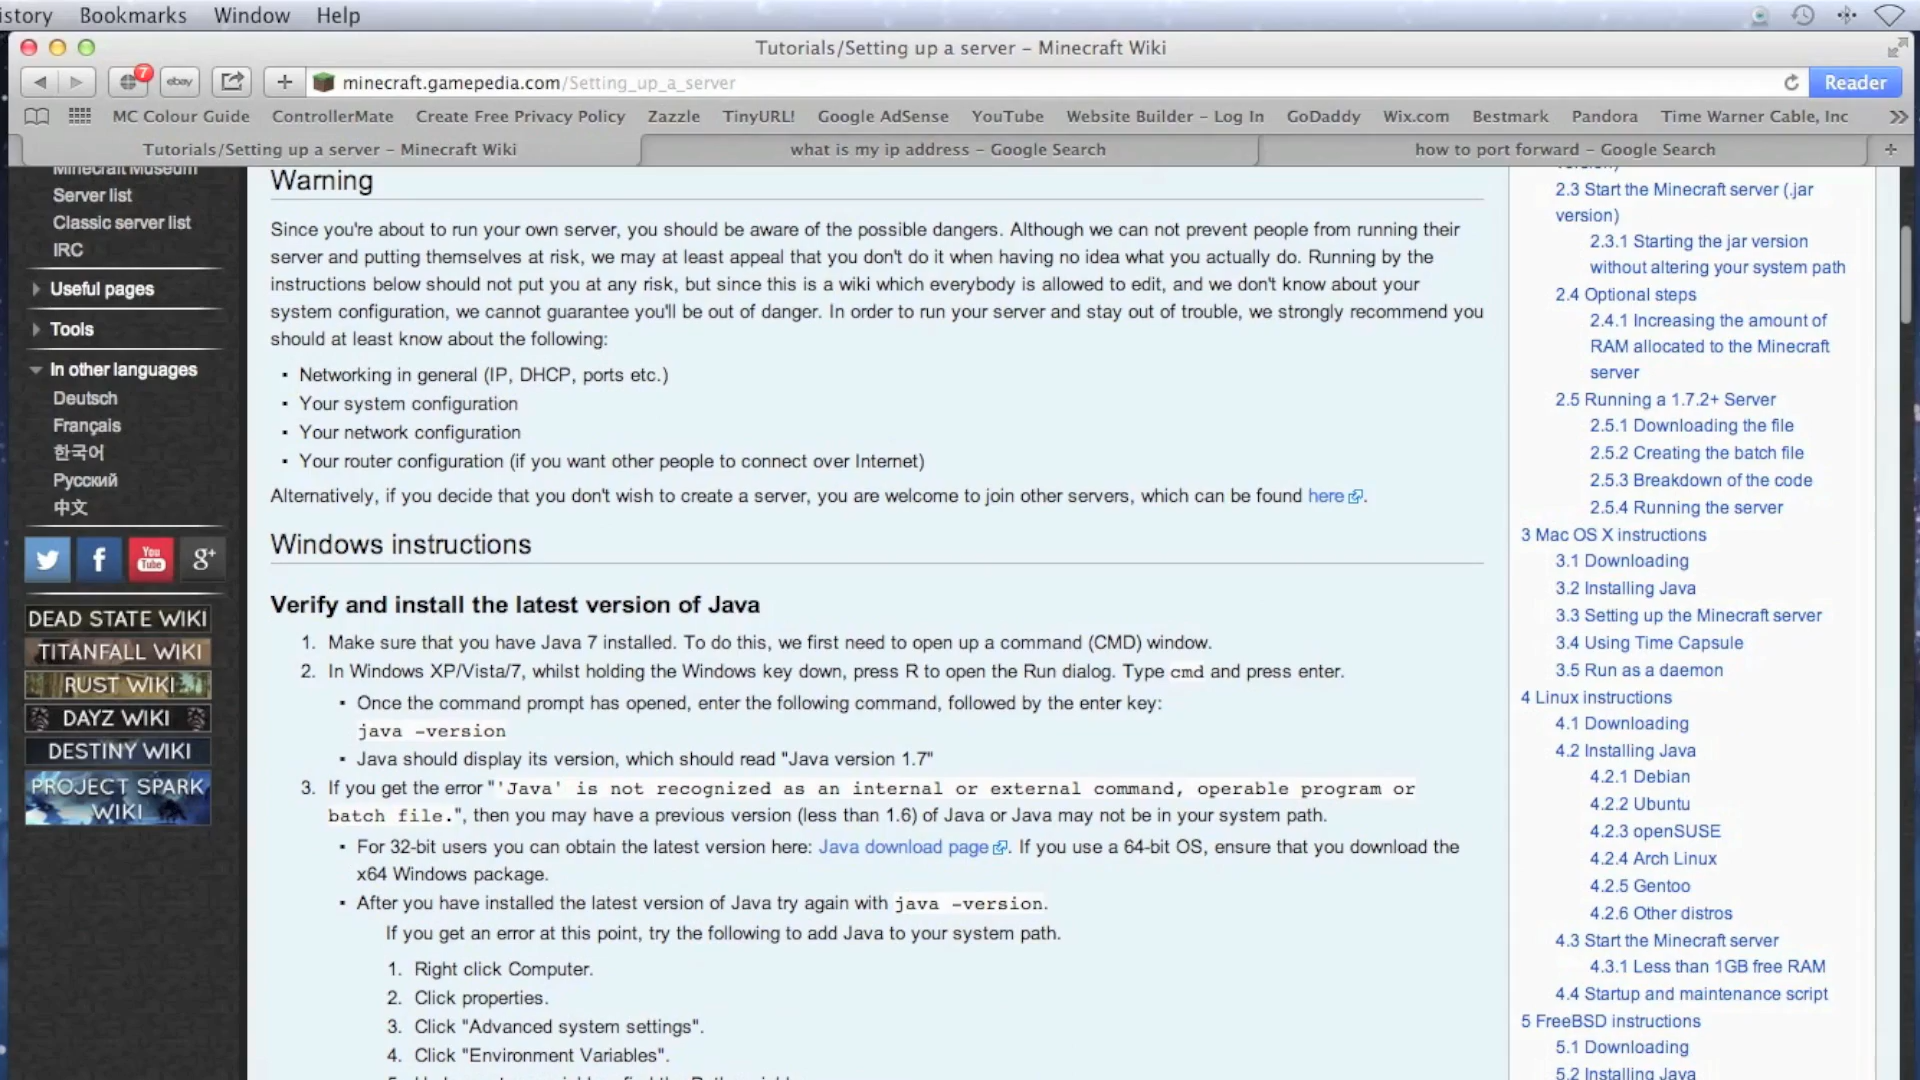 istory Bookmarks Window Help
Tutorials/Setting up a server – Minecraft Wiki
7 ebay minecraft.gamepedia.com/Setting_up_a_server Reader
MC Colour Guide ControllerMate Create Free Privacy Policy Zazzle TinyURL! Google AdSense YouTube Website Builder – Log In GoDaddy Wix.com Bestmark Pandora Time Warner Cable, Inc
Tutorials/Setting up a server – Minecraft Wiki what is my ip address – Google Search how to port forward – Google Search
Minecraft Museum
Server list
Classic server list
IRC
Useful pages
Tools
In other languages
Deutsch
Français
한국어
Русский
中文
You Tube g+
DEAD STATE WIKI
TITANFALL WIKI
RUST WIKI
DAYZ WIKI
DESTINY WIKI
PROJECT SPARK
WIKI
Warning
Since you're about to run your own server, you should be aware of the possible dangers. Although we can not prevent people from running their
server and putting themselves at risk, we may at least appeal that you don't do it when having no idea what you actually do. Running by the
instructions below should not put you at any risk, but since this is a wiki which everybody is allowed to edit, and we don't know about your
system configuration, we cannot guarantee you'll be out of danger. In order to run your server and stay out of trouble, we strongly recommend you
should at least know about the following:
Networking in general (IP, DHCP, ports etc.)
Your system configuration
Your network configuration
Your router configuration (if you want other people to connect over Internet)
Alternatively, if you decide that you don't wish to create a server, you are welcome to join other servers, which can be found here.
Windows instructions
Verify and install the latest version of Java
1. Make sure that you have Java 7 installed. To do this, we first need to open up a command (CMD) window.
2. In Windows XP/Vista/7, whilst holding the Windows key down, press R to open the Run dialog. Type cmd and press enter.
Once the command prompt has opened, enter the following command, followed by the enter key:
java -version
Java should display its version, which should read "Java version 1.7"
3. If you get the error "'Java' is not recognized as an internal or external command, operable program or
batch file.", then you may have a previous version (less than 1.6) of Java or Java may not be in your system path.
For 32-bit users you can obtain the latest version here: Java download page. If you use a 64-bit OS, ensure that you download the
x64 Windows package.
After you have installed the latest version of Java try again with java -version.
If you get an error at this point, try the following to add Java to your system path.
1. Right click Computer.
2. Click properties.
3. Click "Advanced system settings".
4. Click "Environment Variables".
version)
2.3 Start the Minecraft server (.jar
version)
2.3.1 Starting the jar version
without altering your system path
2.4 Optional steps
2.4.1 Increasing the amount of
RAM allocated to the Minecraft
server
2.5 Running a 1.7.2+ Server
2.5.1 Downloading the file
2.5.2 Creating the batch file
2.5.3 Breakdown of the code
2.5.4 Running the server
3 Mac OS X instructions
3.1 Downloading
3.2 Installing Java
3.3 Setting up the Minecraft server
3.4 Using Time Capsule
3.5 Run as a daemon
4 Linux instructions
4.1 Downloading
4.2 Installing Java
4.2.1 Debian
4.2.2 Ubuntu
4.2.3 openSUSE
4.2.4 Arch Linux
4.2.5 Gentoo
4.2.6 Other distros
4.3 Start the Minecraft server
4.3.1 Less than 1GB free RAM
4.4 Startup and maintenance script
5 FreeBSD instructions
5.1 Downloading
5.2 Installing Java